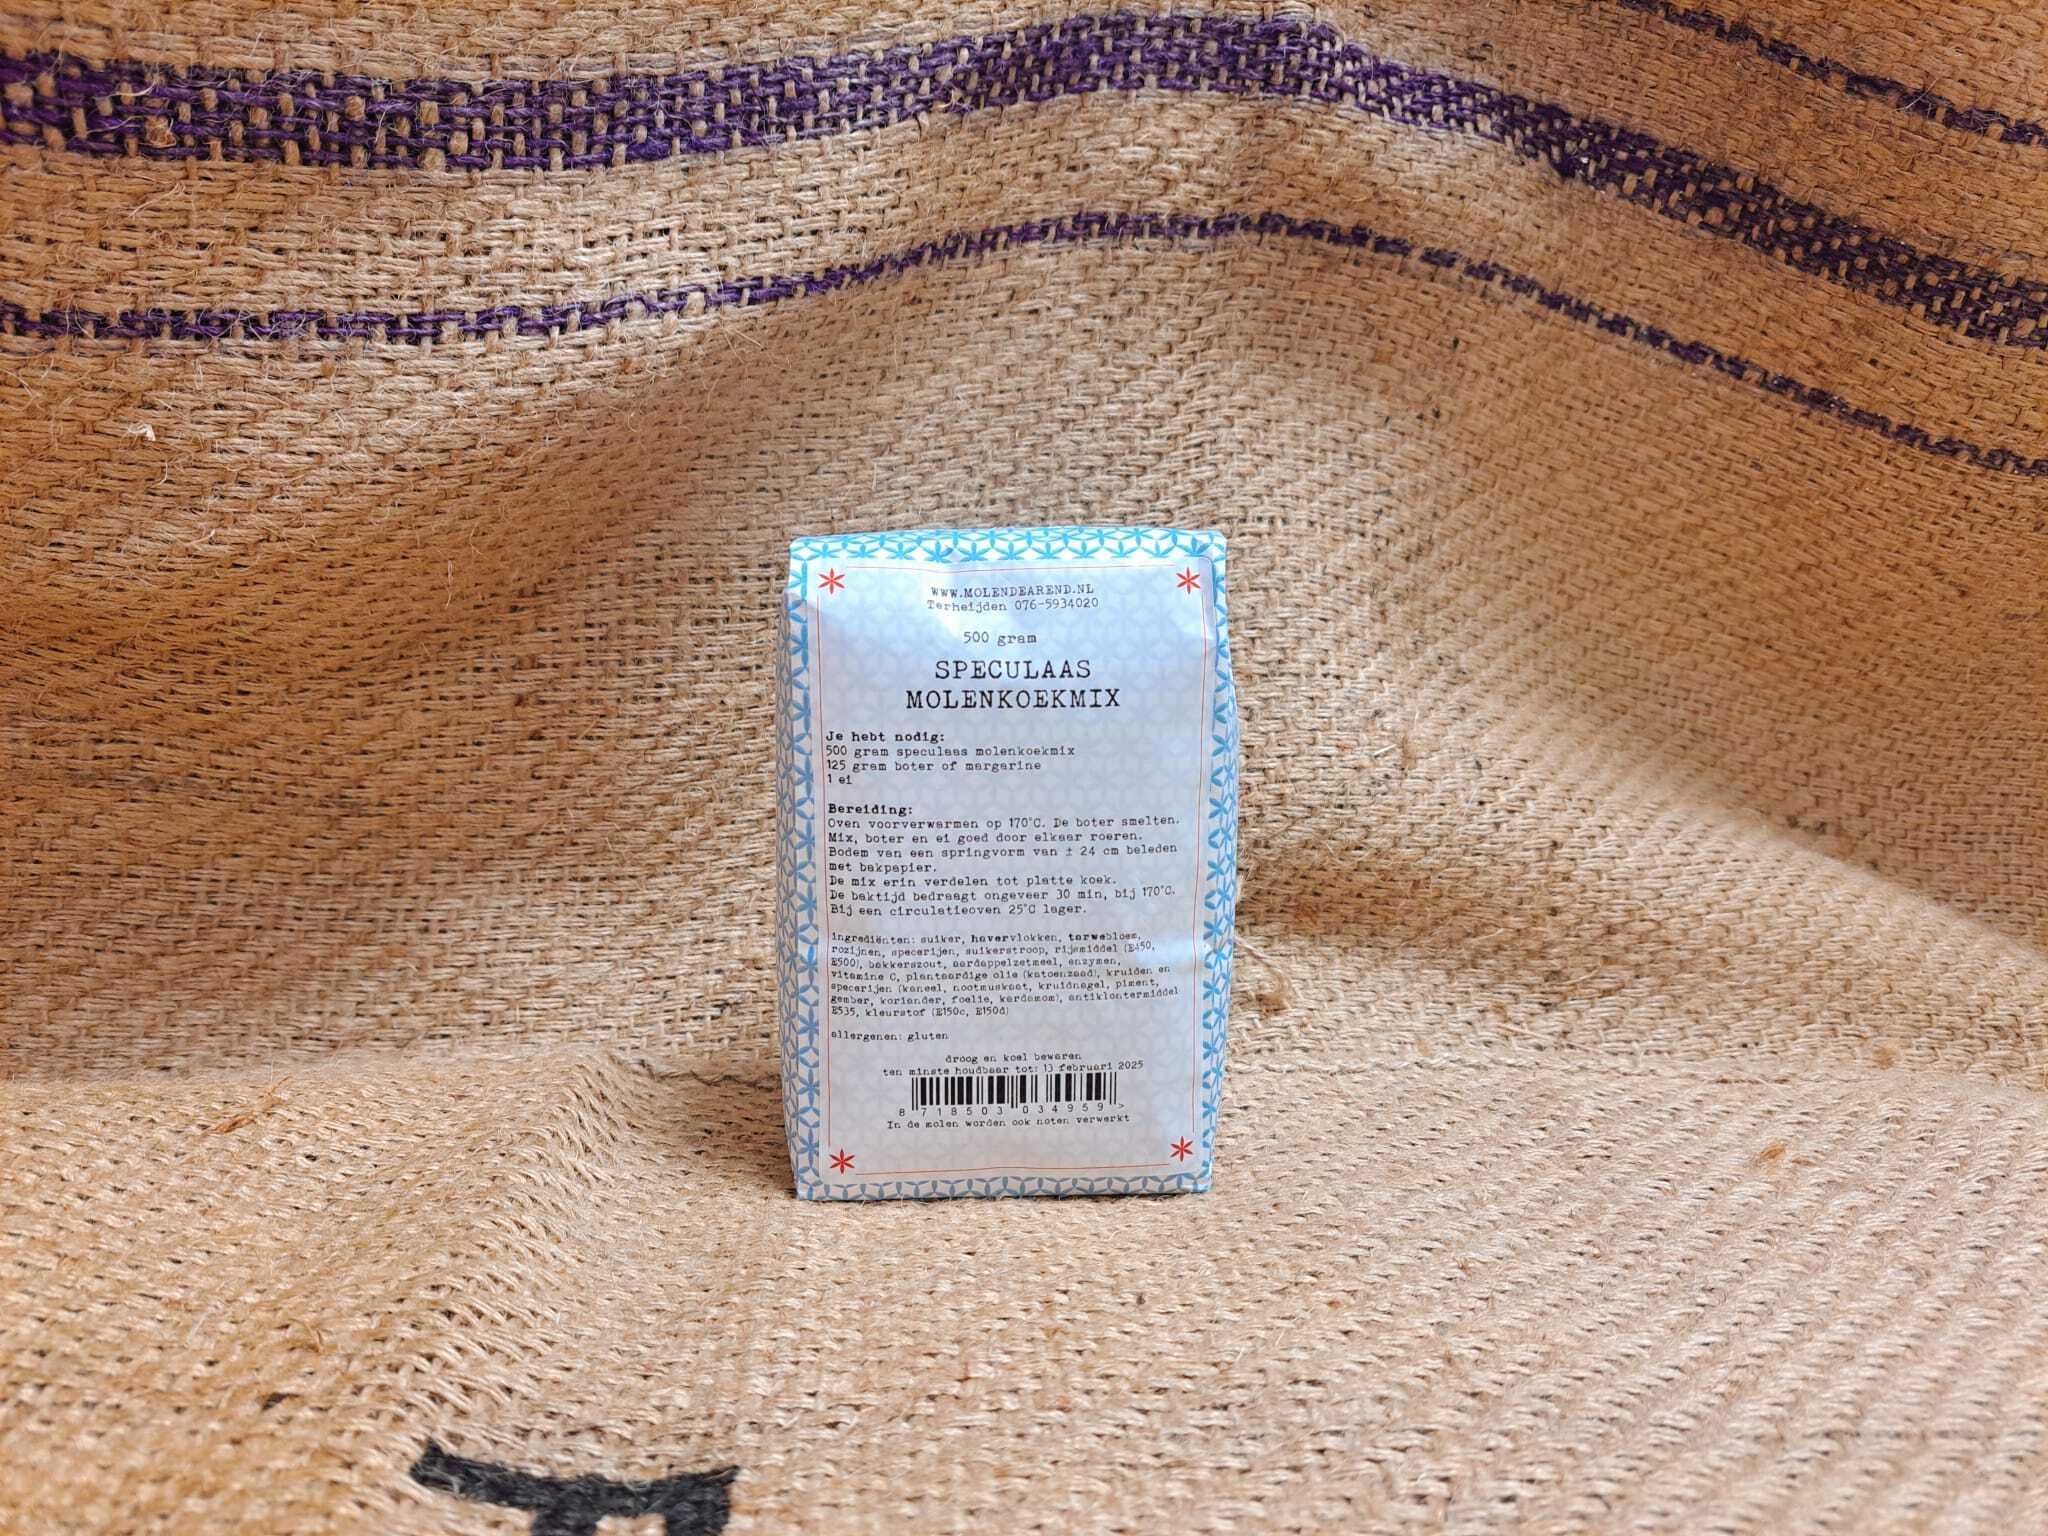 WWW.MOLENDEAREND.NL
Terheijden 076-5934020
500 gram
SPECULAAS
MOLENKOEKMIX
Je hebt nodig:
500 gram speculaas molenkoekmix
125 gram boter of margarine
1 ei
Bereiding:
Oven voorverwarmen op 170°C. De boter smelten.
Mix, boter en ei goed door elkaar roeren.
Bodem van een springvorm van ± 24 cm beleden
met bakpapier.
De mix erin verdelen tot platte koek.
De baktijd bedraagt ongeveer 30 min, bij 170°C.
Bij een circulatieoven 25°C lager.
ingrediënten: suiker, havervlokken, tarwebloem,
rozijnen, specerijen, suikerstroop, rijsmiddel (E450,
E500), bakkerszout, aardappelzetmeel, enzymen,
vitamine C, plantaardige olie (katoenzaad), kruiden en
specerijen (kaneel, nootmuskaat, kruidnagel, piment,
gember, koriander, foelie, kardamom), antiklontermiddel
E535, kleurstof (E150c, E150d)
allergenen: gluten
droog en koel bewaren
ten minste houdbaar tot: 13 februari 2025
8 718503 034959 >
In de molen worden ook noten verwerkt